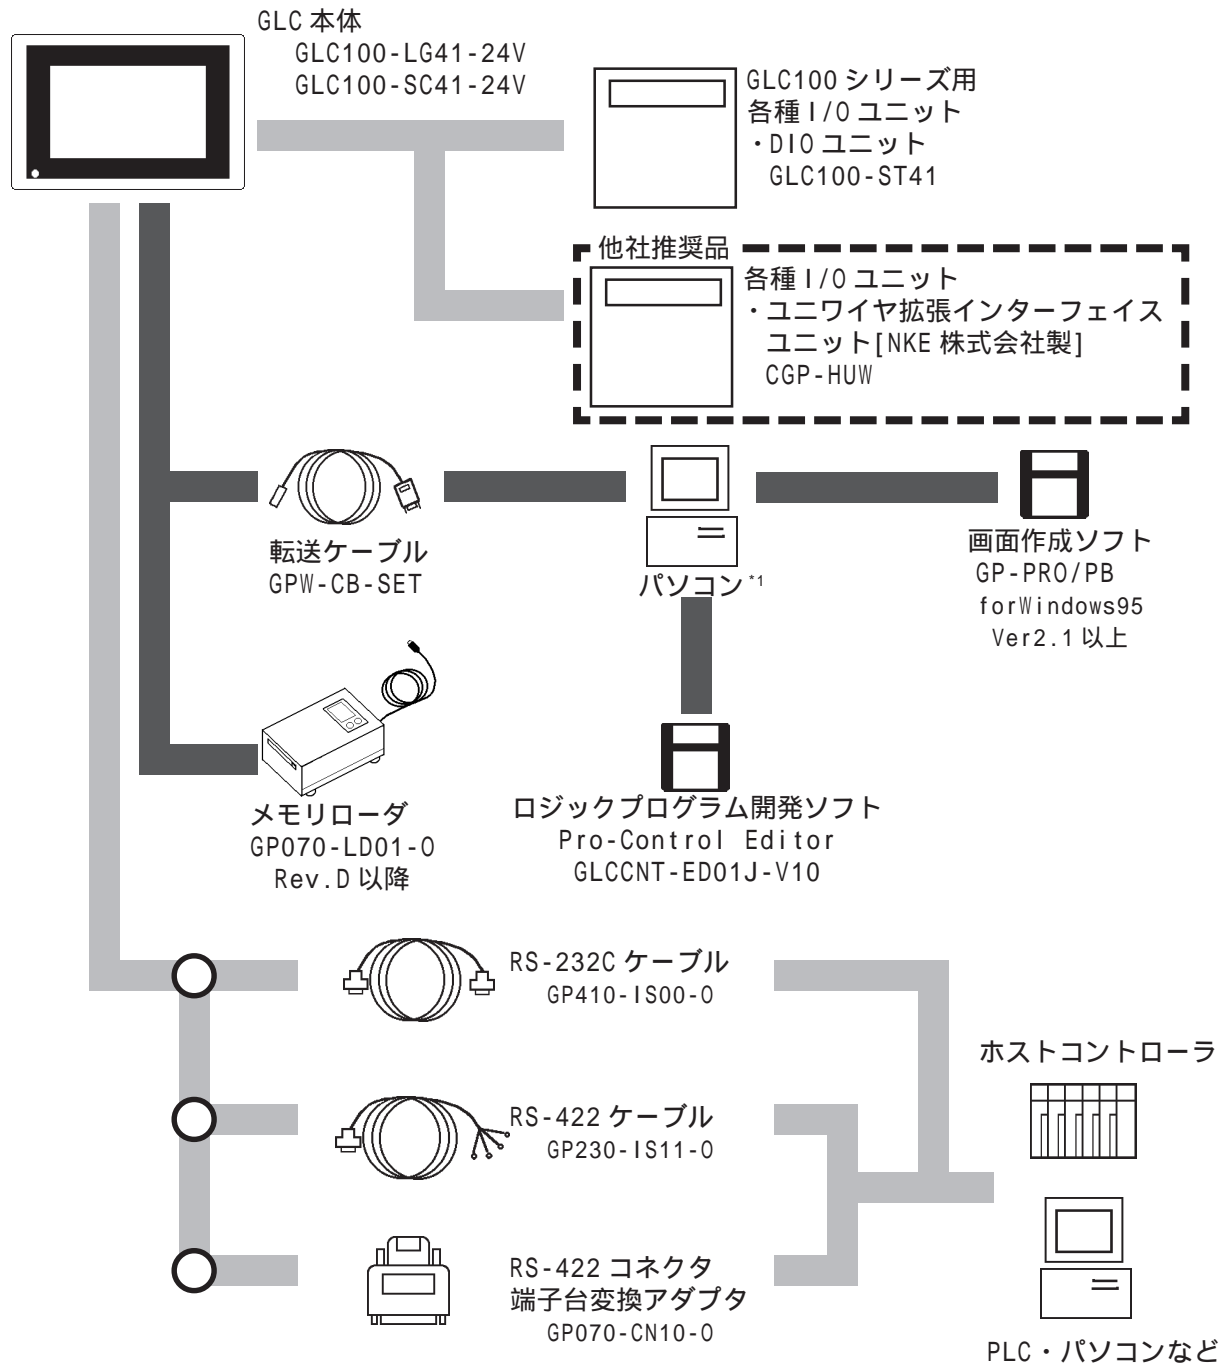 GLC 本体
GLC100-LG41-24V
GLC100-SC41-24V
GLC100 シリーズ用
各種I/Oユニット
・DIOユニット
GLC100-ST41
他社推奨品
各種I/Oユニット
・ユニワイヤ拡張インターフェイス
ユニット[NKE 株式会社製]
CGP-HUW
転送ケーブル
GPW-CB-SET
パソコン*1
画面作成ソフト
GP-PRO/PB
forWindows95
Ver2.1以上
メモリローダ
GP070-LD01-0
Rev.D以降
ロジックプログラム開発ソフト
Pro-Control Editor
GLCCNT-ED01J-V10
RS-232C ケーブル
GP410-IS00-O
RS-422 ケーブル
GP230-IS11-O
RS-422 コネクタ
端子台変換アダプタ
GP070-CN10-O
ホストコントローラ
PLC・パソコンなど